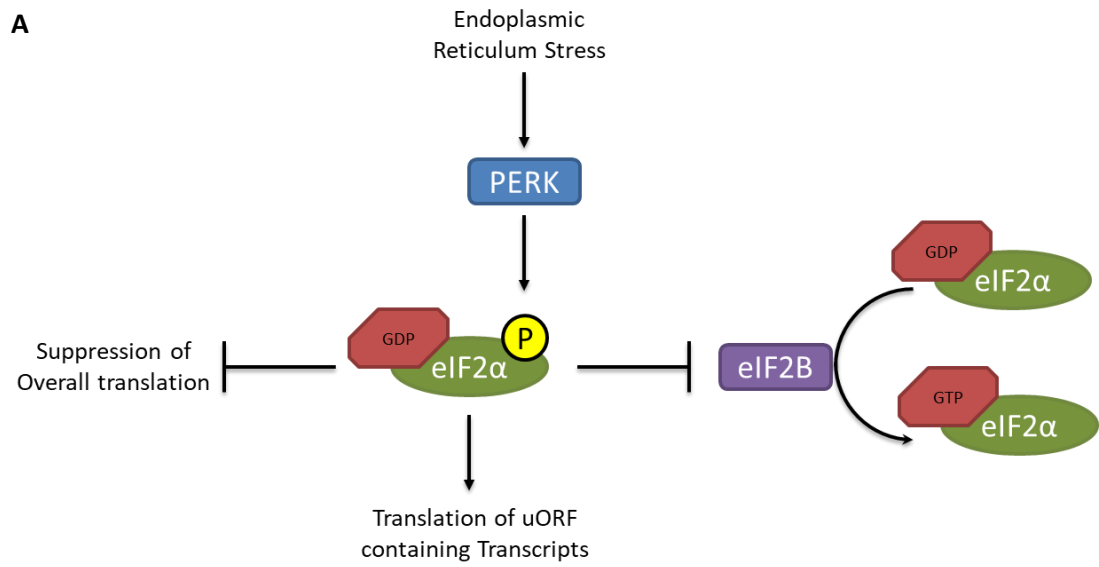 A
Endoplasmic
Reticulum Stress
PERK
GDP
eIF2α
P
Suppression of
Overall translation
GDP
eIF2α
eIF2B
GTP
eIF2α
Translation of uORF
containing Transcripts